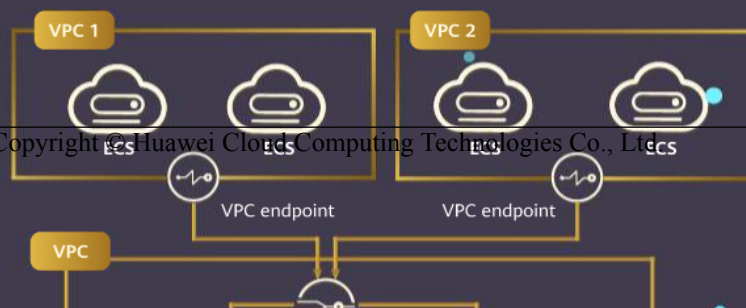 VPC 1
VPC 2
Copyright © Huawei Cloud Computing Technologies Co., Ltd.
ECS
ECS
ECS
ECS
VPC endpoint
VPC endpoint
VPC